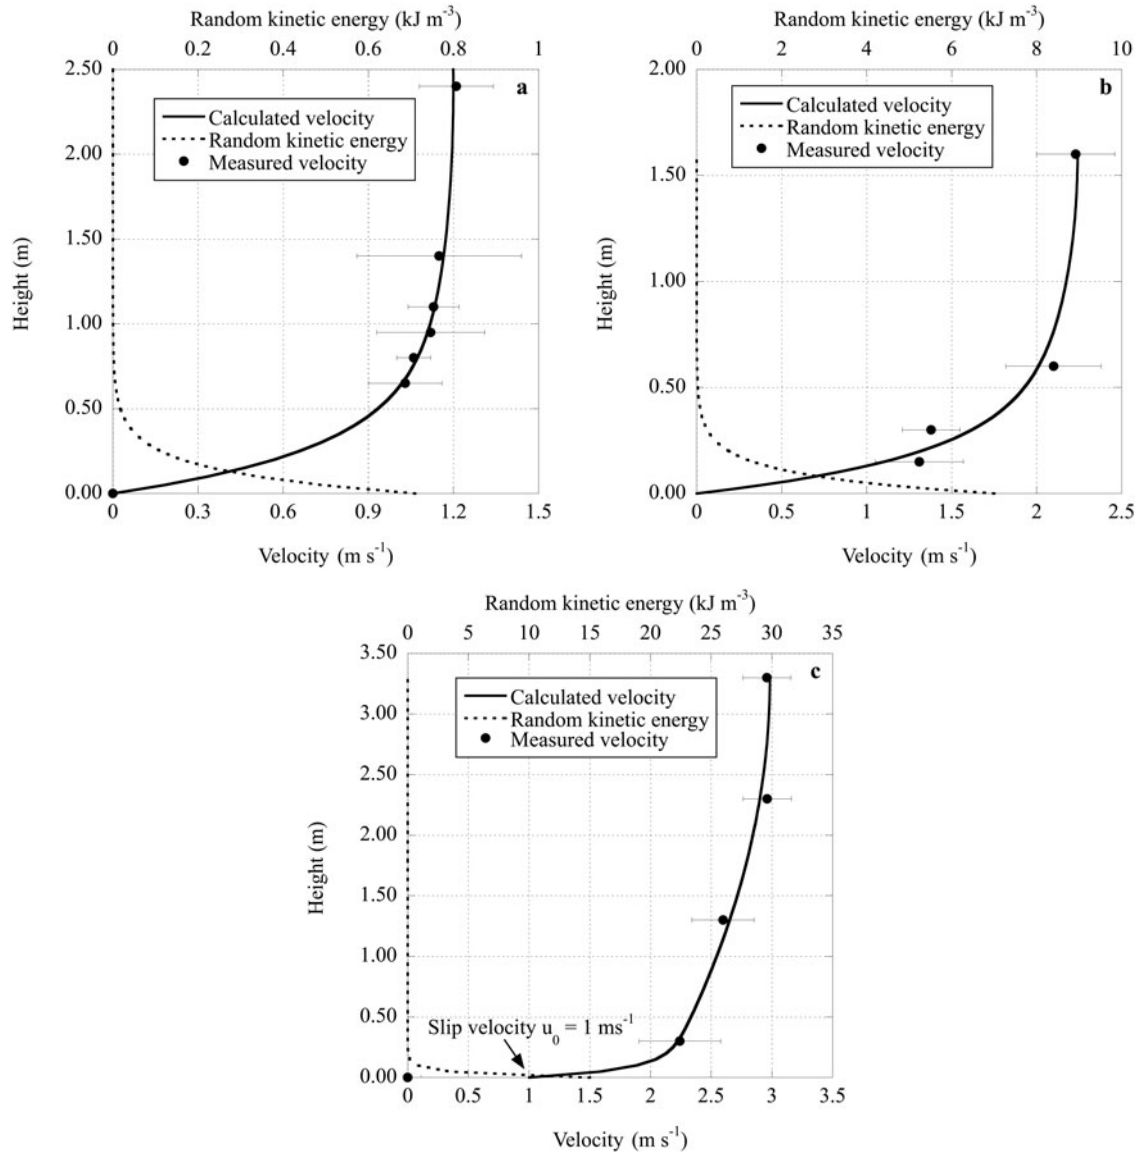 Random kinetic energy (kJ m⁻³)
0 0.2 0.4 0.6 0.8 1
a
Calculated velocity
Random kinetic energy
Measured velocity
Height (m)
2.50
2.00
1.50
1.00
0.50
0.00
0 0.3 0.6 0.9 1.2 1.5
Velocity (m s⁻¹)
Random kinetic energy (kJ m⁻³)
0 2 4 6 8 10
b
Calculated velocity
Random kinetic energy
Measured velocity
Height (m)
2.00
1.50
1.00
0.50
0.00
0 0.5 1 1.5 2 2.5
Velocity (m s⁻¹)
Random kinetic energy (kJ m⁻³)
0 5 10 15 20 25 30 35
c
Calculated velocity
Random kinetic energy
Measured velocity
Height (m)
3.50
3.00
2.50
2.00
1.50
1.00
0.50
0.00
Slip velocity u₀ = 1 ms⁻¹
0 0.5 1 1.5 2 2.5 3 3.5
Velocity (m s⁻¹)